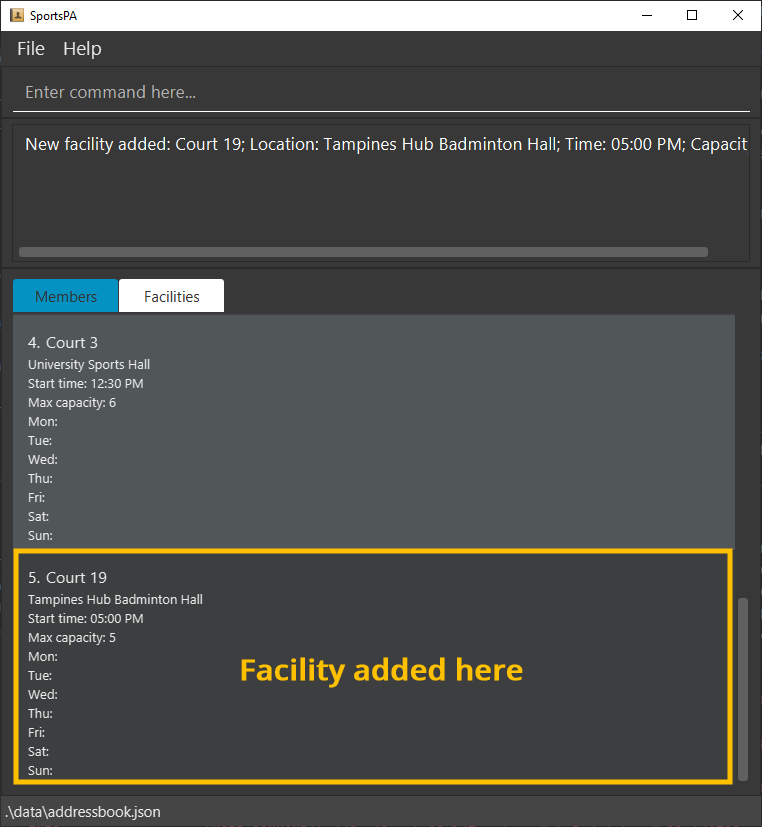 SportsPA
File Help
Enter command here...
New facility added: Court 19; Location: Tampines Hub Badminton Hall; Time: 05:00 PM; Capacit
Members Facilities
4. Court 3
University Sports Hall
Start time: 12:30 PM
Max capacity: 6
Mon:
Tue:
Wed:
Thu:
Fri:
Sat:
Sun:
5. Court 19
Tampines Hub Badminton Hall
Start time: 05:00 PM
Max capacity: 5
Mon:
Facility added here
Tue:
Wed:
Thu:
Fri:
Sat:
Sun:
.\data\addressbook.json